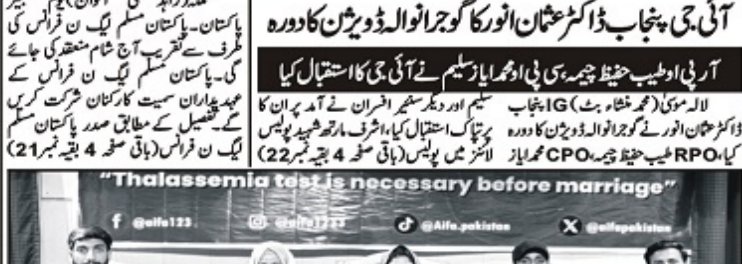 آئی جی پنجاب ڈاکٹر عثمان انور کا گوجرانوالہ ڈویژن کا دورہ
آر پی او طیب حفیظ چیمہ، سی پی او محمد ایاز سلیم نے آئی جی کا استقبال کیا
لالہ موسیٰ (محمد منشاء بٹ) IG پنجاب
ڈاکٹر عثمان انور نے گوجرانوالہ ڈویژن کا دورہ
کیا، RPO طیب حفیظ چیمہ، CPO محمد ایاز
سلیم اور دیگر سینئر افسران نے آمد پر ان کا
پرتپاک استقبال کیا، اشرف مارتھ شہید پولیس
لائنز میں پولیس (باقی صفحہ 4 بقیہ نمبر 22)
پاکستان۔ پاکستان مسلم لیگ ن فرانس کی
طرف سے تقریب آج شام منعقد کی جائے
گی۔ پاکستان مسلم لیگ ن فرانس کے
عہدیداران سمیت کارکنان شرکت کریں
گے۔ تفصیل کے مطابق صدر پاکستان مسلم
لیگ ن فرانس (باقی صفحہ 4 بقیہ نمبر 21)
"Thalassemia test is necessary before marriage"
@alfa123 @Alfa.pakistan @alfapakistan